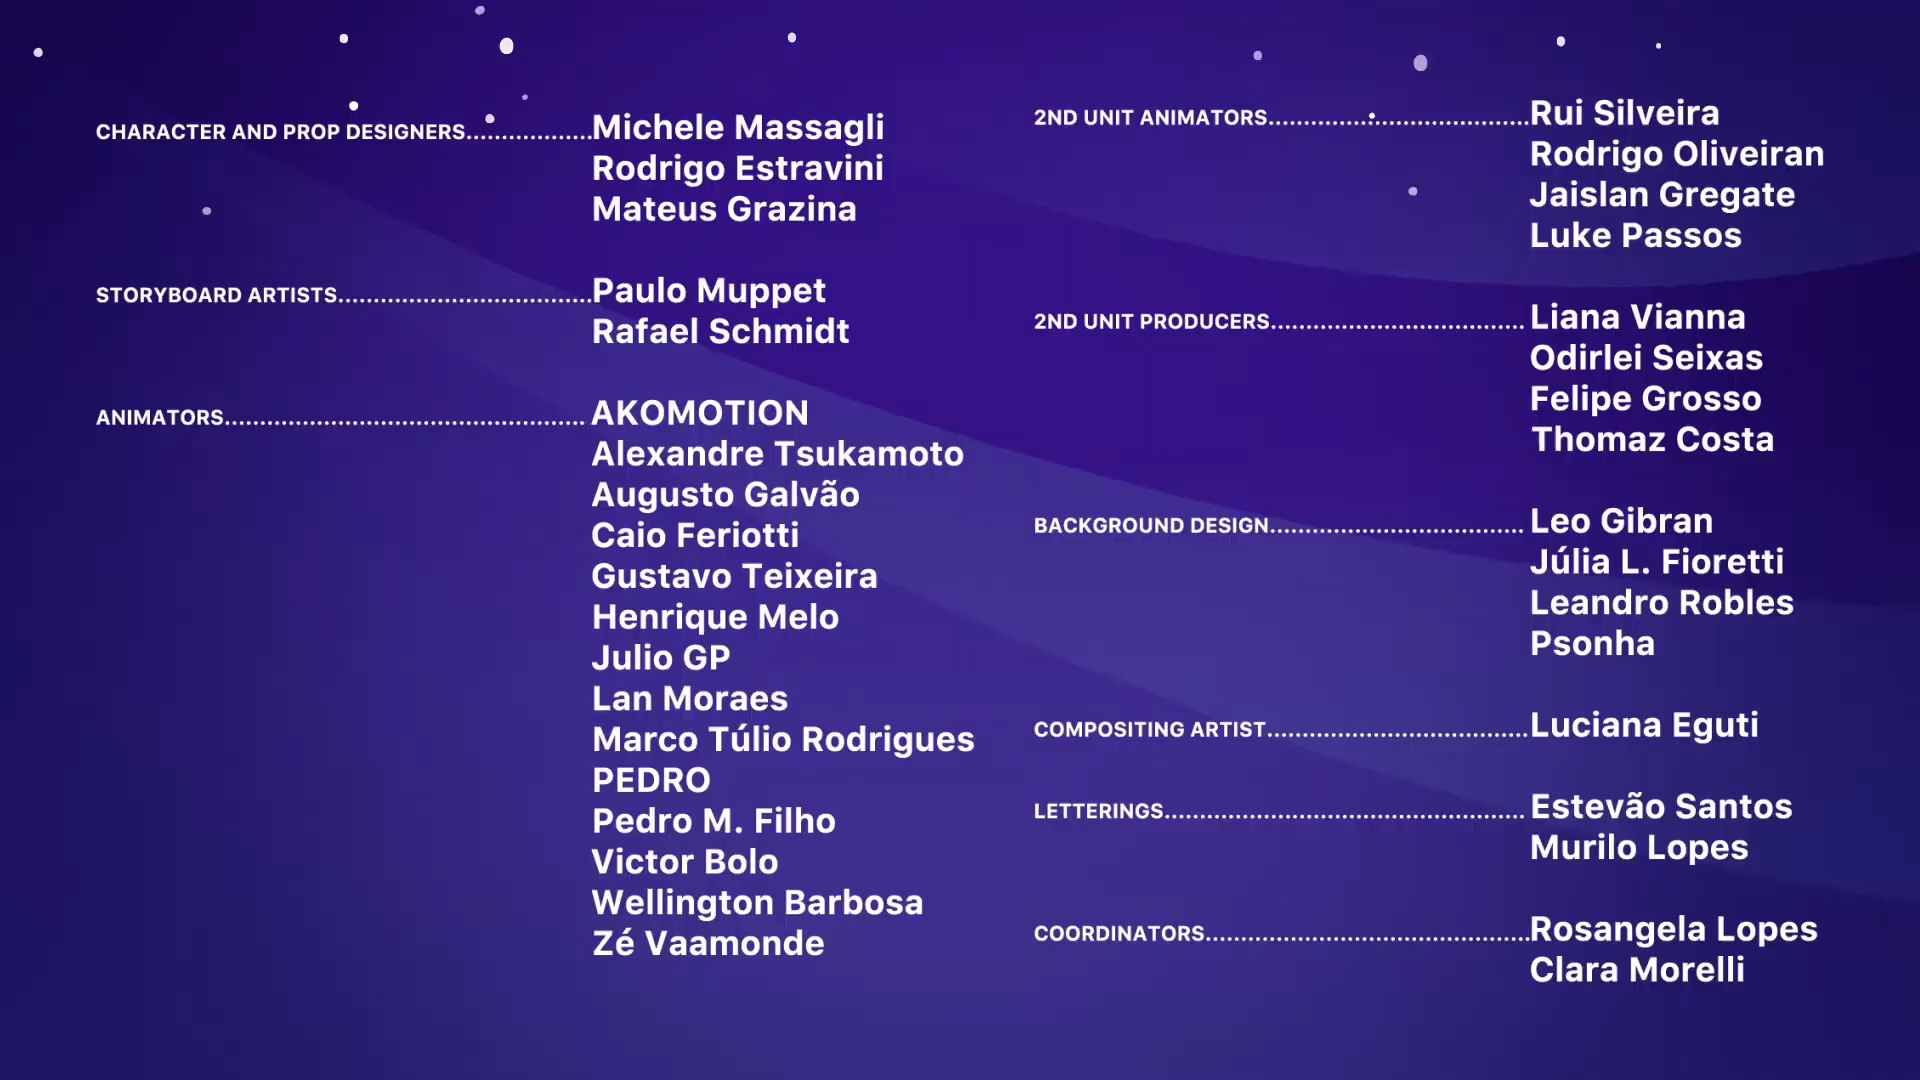 CHARACTER AND PROP DESIGNERS..................Michele Massagli
Rodrigo Estravini
Mateus Grazina
STORYBOARD ARTISTS....................................Paulo Muppet
Rafael Schmidt
ANIMATORS................................................... AKOMOTION
Alexandre Tsukamoto
Augusto Galvão
Caio Feriotti
Gustavo Teixeira
Henrique Melo
Julio GP
Lan Moraes
Marco Túlio Rodrigues
PEDRO
Pedro M. Filho
Victor Bolo
Wellington Barbosa
Zé Vaamonde
2ND UNIT ANIMATORS.....................................Rui Silveira
Rodrigo Oliveiran
Jaislan Gregate
Luke Passos
2ND UNIT PRODUCERS.................................... Liana Vianna
Odirlei Seixas
Felipe Grosso
Thomaz Costa
BACKGROUND DESIGN.................................... Leo Gibran
Júlia L. Fioretti
Leandro Robles
Psonha
COMPOSITING ARTIST.....................................Luciana Eguti
LETTERINGS................................................... Estevão Santos
Murilo Lopes
COORDINATORS..............................................Rosangela Lopes
Clara Morelli